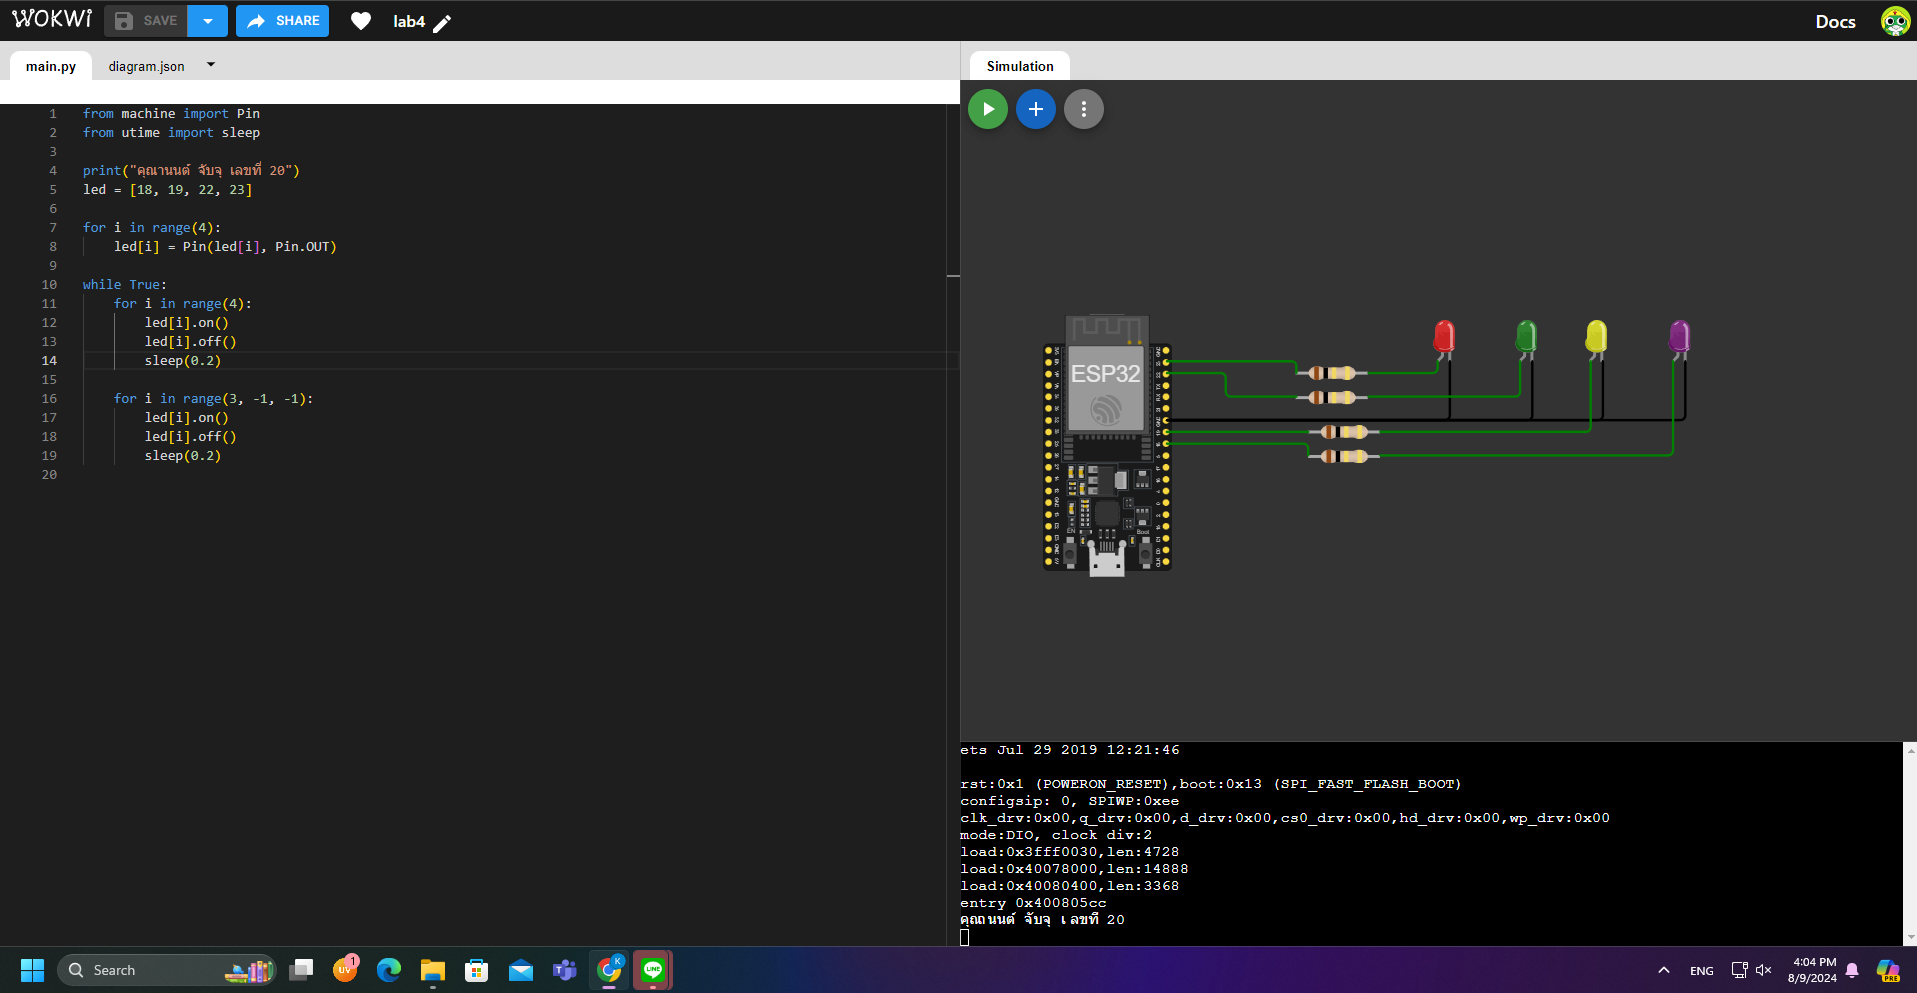 WOKWi
SAVE
SHARE
lab4
Docs
main.py
diagram.json
Simulation
1 from machine import Pin
2 from utime import sleep
3
4 print("คุณานนต์ จับจุ เลขที่ 20")
5 led = [18, 19, 22, 23]
6
7 for i in range(4):
8 led[i] = Pin(led[i], Pin.OUT)
9
10 while True:
11 for i in range(4):
12 led[i].on()
13 led[i].off()
14 sleep(0.2)
15
16 for i in range(3, -1, -1):
17 led[i].on()
18 led[i].off()
19 sleep(0.2)
20
ESP32
EN
Boot
ets Jul 29 2019 12:21:46
rst:0x1 (POWERON_RESET),boot:0x13 (SPI_FAST_FLASH_BOOT)
configsip: 0, SPIWP:0xee
clk_drv:0x00,q_drv:0x00,d_drv:0x00,cs0_drv:0x00,hd_drv:0x00,wp_drv:0x00
mode:DIO, clock div:2
load:0x3fff0030,len:4728
load:0x40078000,len:14888
load:0x40080400,len:3368
entry 0x400805cc
คุณานนต์ จับจุ เลขที่ 20
Search
UV
1
K
LINE
ENG
4:04 PM
8/9/2024
PRE